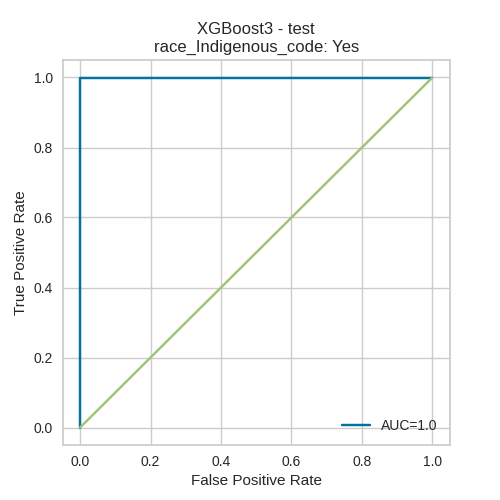 XGBoost3 - test
race_Indigenous_code: Yes
1.0
0.8
0.6
0.4
0.2
0.0
True Positive Rate
AUC=1.0
0.0 0.2 0.4 0.6 0.8 1.0
False Positive Rate